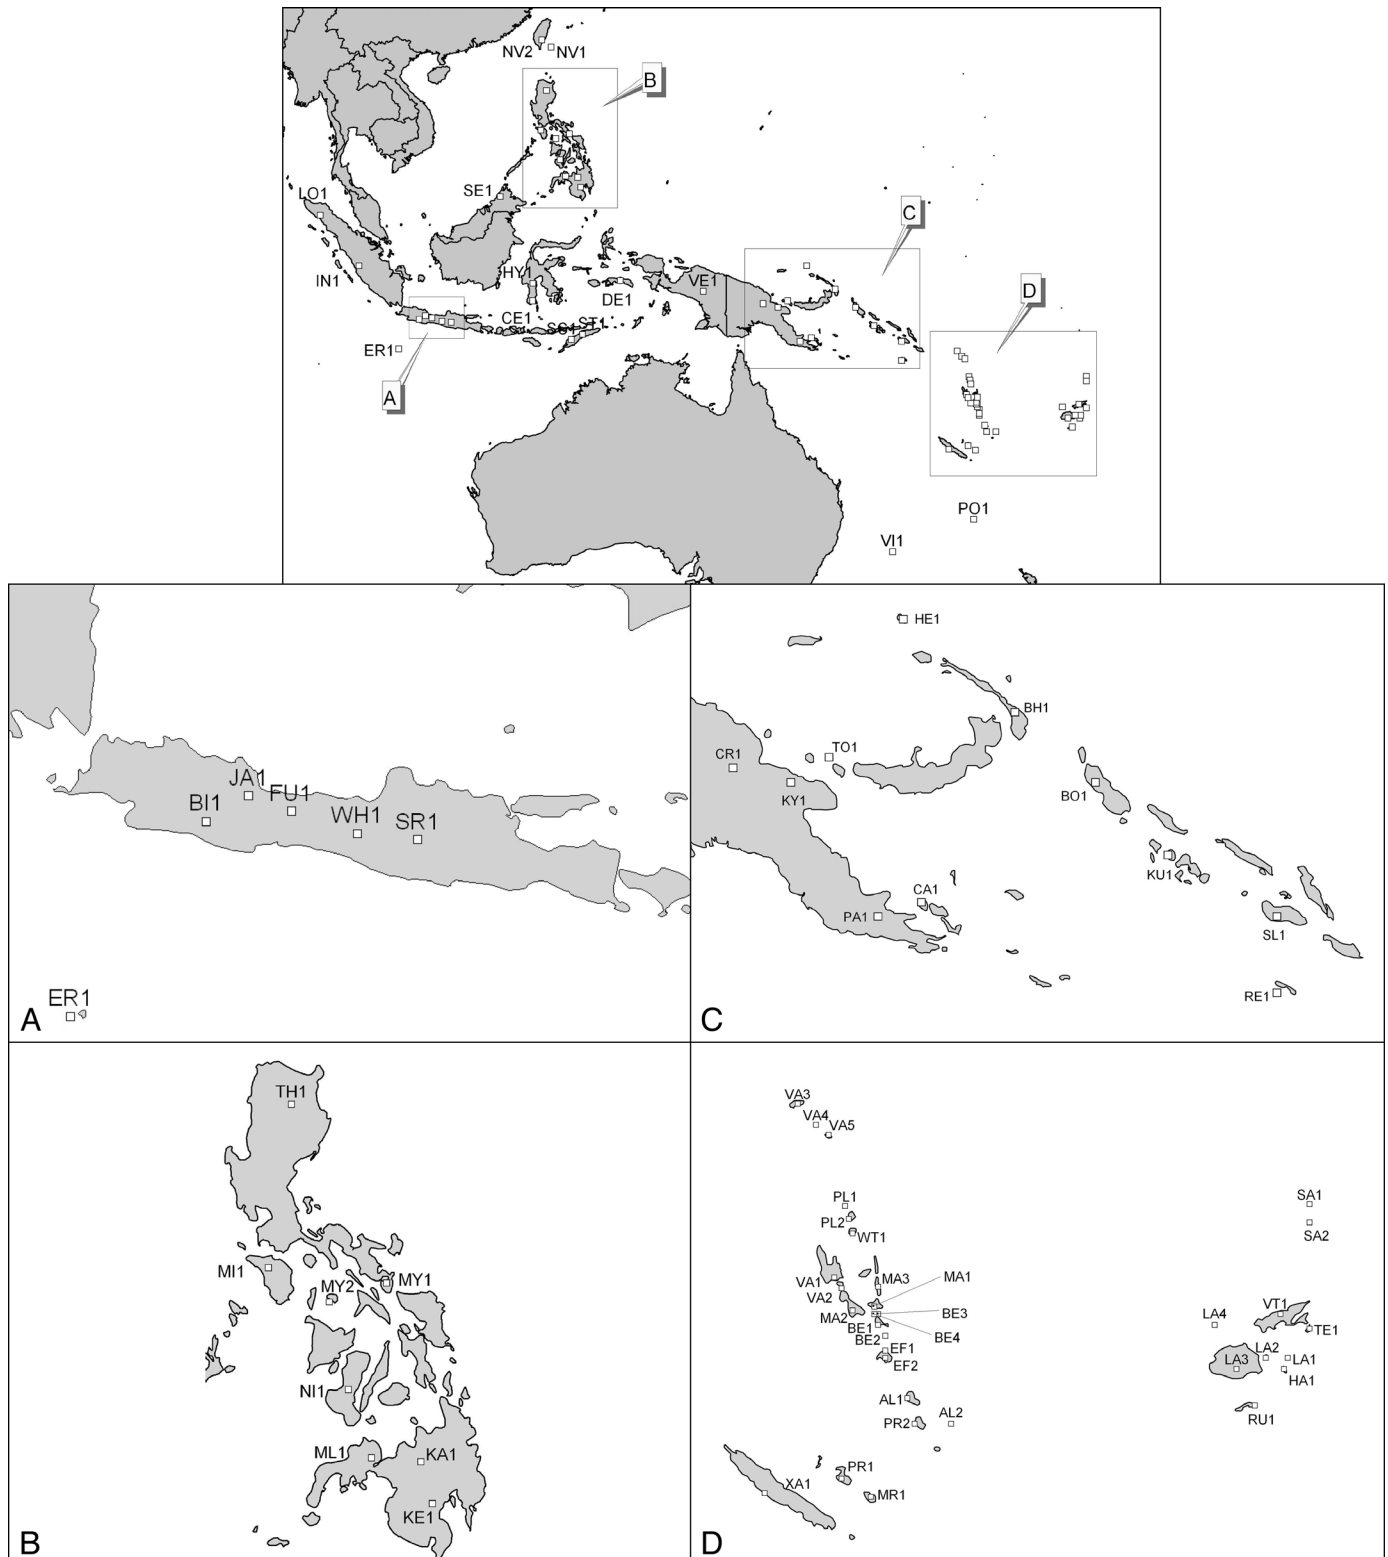 NV2 NV1
B
LO1
SE1
C
IN1
HY1
VE1
DE1
D
CE1
SG1
ST1
ER1
A
PO1
VI1
JA1
BI1
FU1
WH1
SR1
ER1
A
HE1
BH1
TO1
CR1
KY1
BO1
KU1
CA1
PA1
SL1
RE1
C
TH1
MI1
MY2
MY1
NI1
ML1
KA1
KE1
B
VA3
VA4
VA5
PL1
PL2
WT1
SA1
SA2
VA1
MA3
MA1
VA2
MA2
BE3
BE1
BE2
BE4
EF1
EF2
VT1
LA4
TE1
LA3
LA2
LA1
HA1
AL1
AL2
PR2
RU1
PR1
XA1
MR1
D